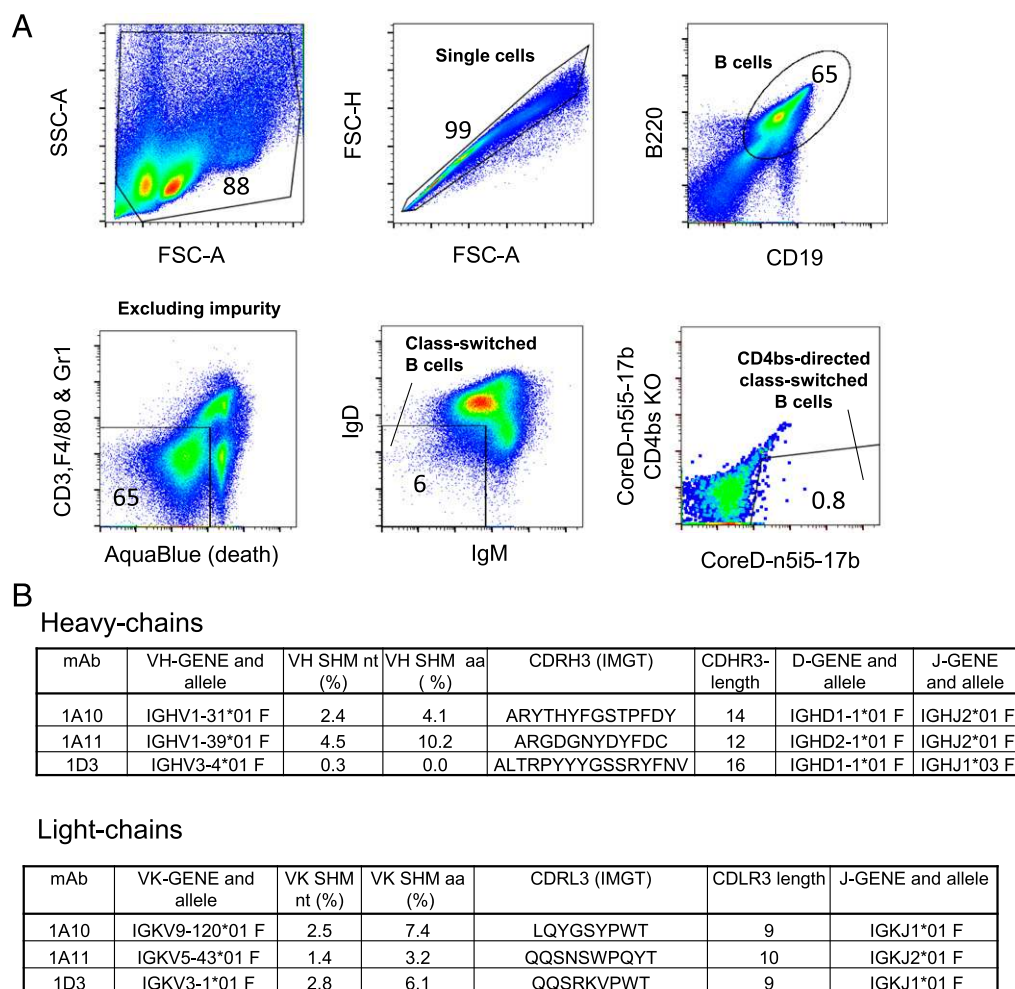 A
SSC-A
88
FSC-A
Single cells
FSC-H
99
FSC-A
B cells
65
B220
CD19
Excluding impurity
CD3,F4/80 & Gr1
65
AquaBlue (death)
Class-switched
B cells
IgD
6
IgM
CD4bs-directed
class-switched
B cells
CoreD-n5i5-17b
CD4bs KO
0.8
CoreD-n5i5-17b
B
Heavy-chains
mAb VH-GENE and allele VH SHM nt (%) VH SHM aa ( %) CDRH3 (IMGT) CDHR3-length D-GENE and allele J-GENE and allele
1A10 IGHV1-31*01 F 2.4 4.1 ARYTHYFGSTPFDY 14 IGHD1-1*01 F IGHJ2*01 F
1A11 IGHV1-39*01 F 4.5 10.2 ARGDGNYDYFDC 12 IGHD2-1*01 F IGHJ2*01 F
1D3 IGHV3-4*01 F 0.3 0.0 ALTRPYYYGSSRYFNV 16 IGHD1-1*01 F IGHJ1*03 F
Light-chains
mAb VK-GENE and allele VK SHM nt (%) VK SHM aa (%) CDRL3 (IMGT) CDLR3 length J-GENE and allele
1A10 IGKV9-120*01 F 2.5 7.4 LQYGSYPWT 9 IGKJ1*01 F
1A11 IGKV5-43*01 F 1.4 3.2 QQSNSWPQYT 10 IGKJ2*01 F
1D3 IGKV3-1*01 F 2.8 6.1 QQSRKVPWT 9 IGKJ1*01 F